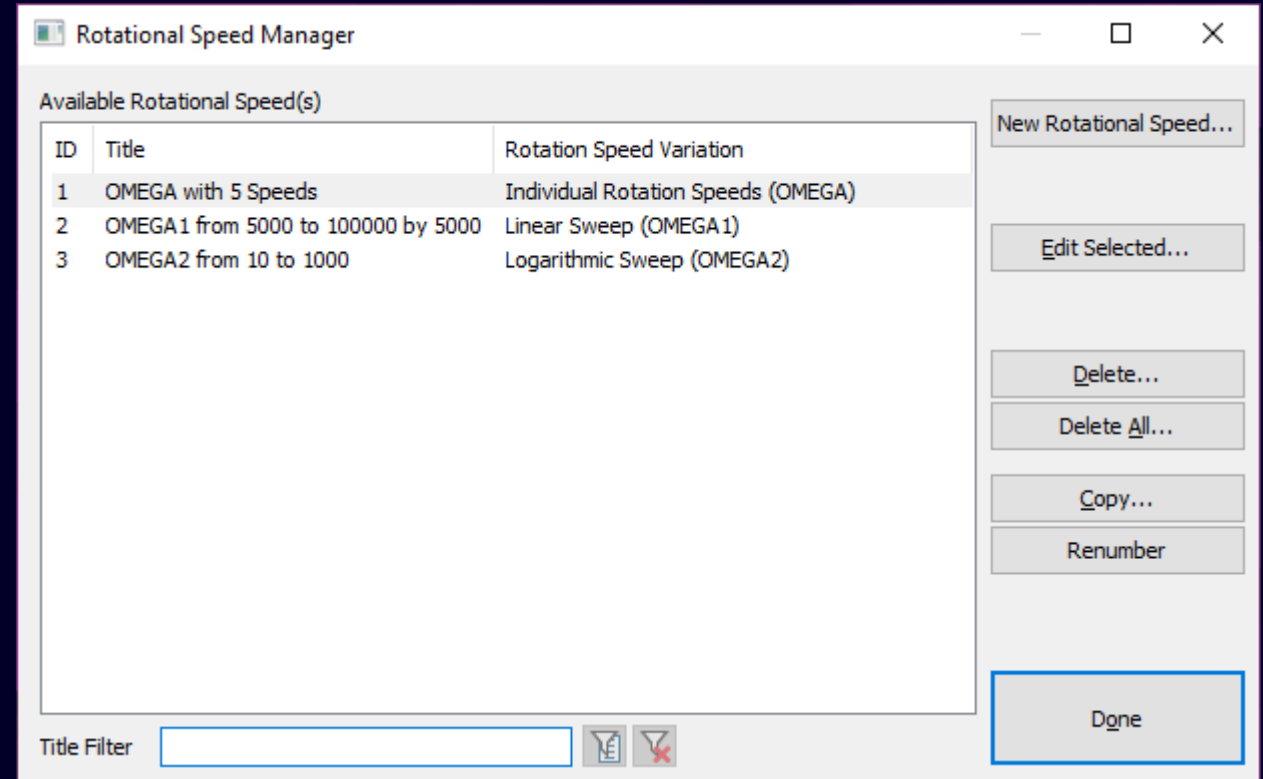 Rotational Speed Manager
Available Rotational Speed(s)
ID Title Rotation Speed Variation
1 OMEGA with 5 Speeds Individual Rotation Speeds (OMEGA)
2 OMEGA1 from 5000 to 100000 by 5000 Linear Sweep (OMEGA1)
3 OMEGA2 from 10 to 1000 Logarithmic Sweep (OMEGA2)
New Rotational Speed...
Edit Selected...
Delete...
Delete All...
Copy...
Renumber
Done
Title Filter